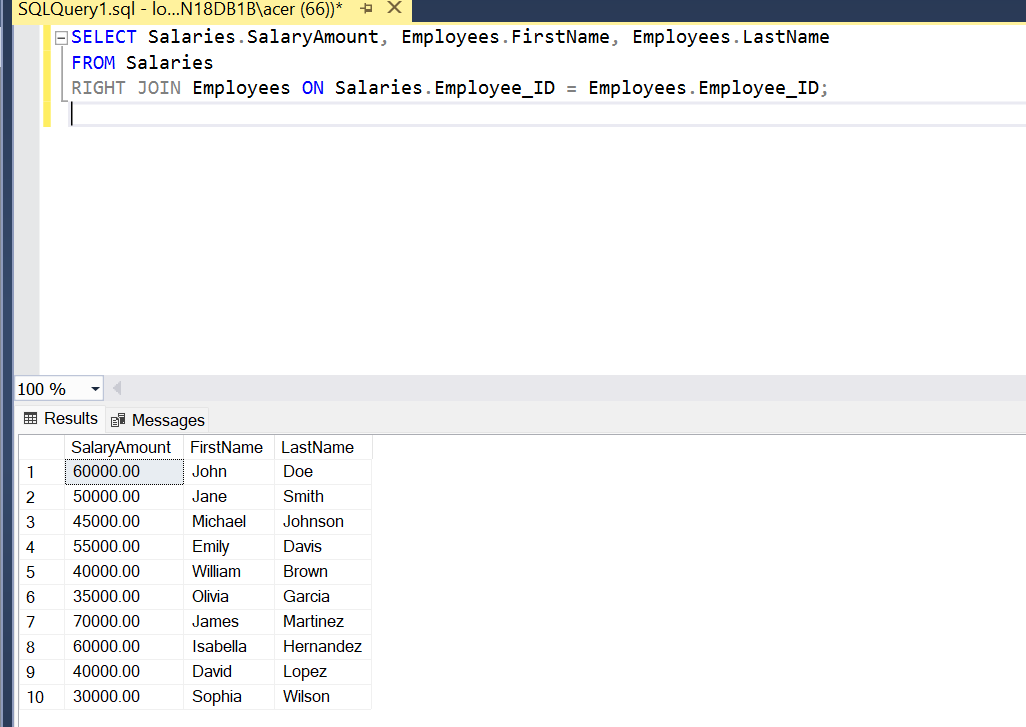 SQLQuery1.sql - lo...N18DB1B\acer (66))*
SELECT Salaries.SalaryAmount, Employees.FirstName, Employees.LastName
FROM Salaries
RIGHT JOIN Employees ON Salaries.Employee_ID = Employees.Employee_ID;
100 %
Results Messages
SalaryAmount FirstName LastName
1 60000.00 John Doe
2 50000.00 Jane Smith
3 45000.00 Michael Johnson
4 55000.00 Emily Davis
5 40000.00 William Brown
6 35000.00 Olivia Garcia
7 70000.00 James Martinez
8 60000.00 Isabella Hernandez
9 40000.00 David Lopez
10 30000.00 Sophia Wilson